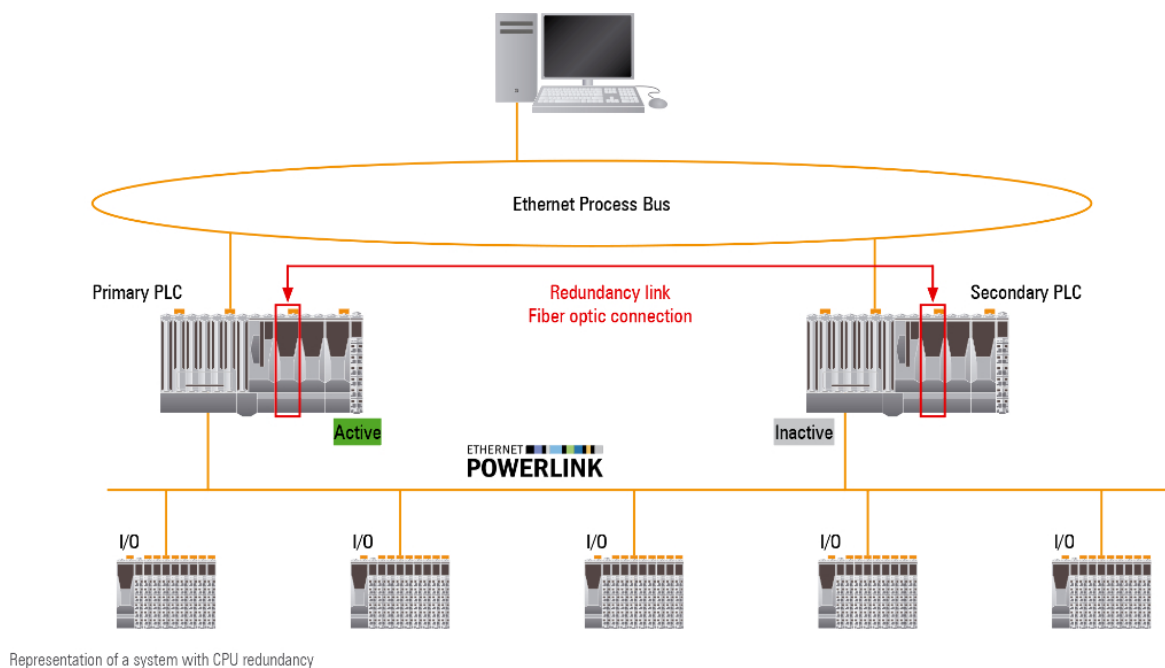 Ethernet Process Bus
Primary PLC
Redundancy link
Fiber optic connection
Secondary PLC
Active
Inactive
ETHERNET
POWERLINK
I/O
I/O
I/O
I/O
I/O
Representation of a system with CPU redundancy